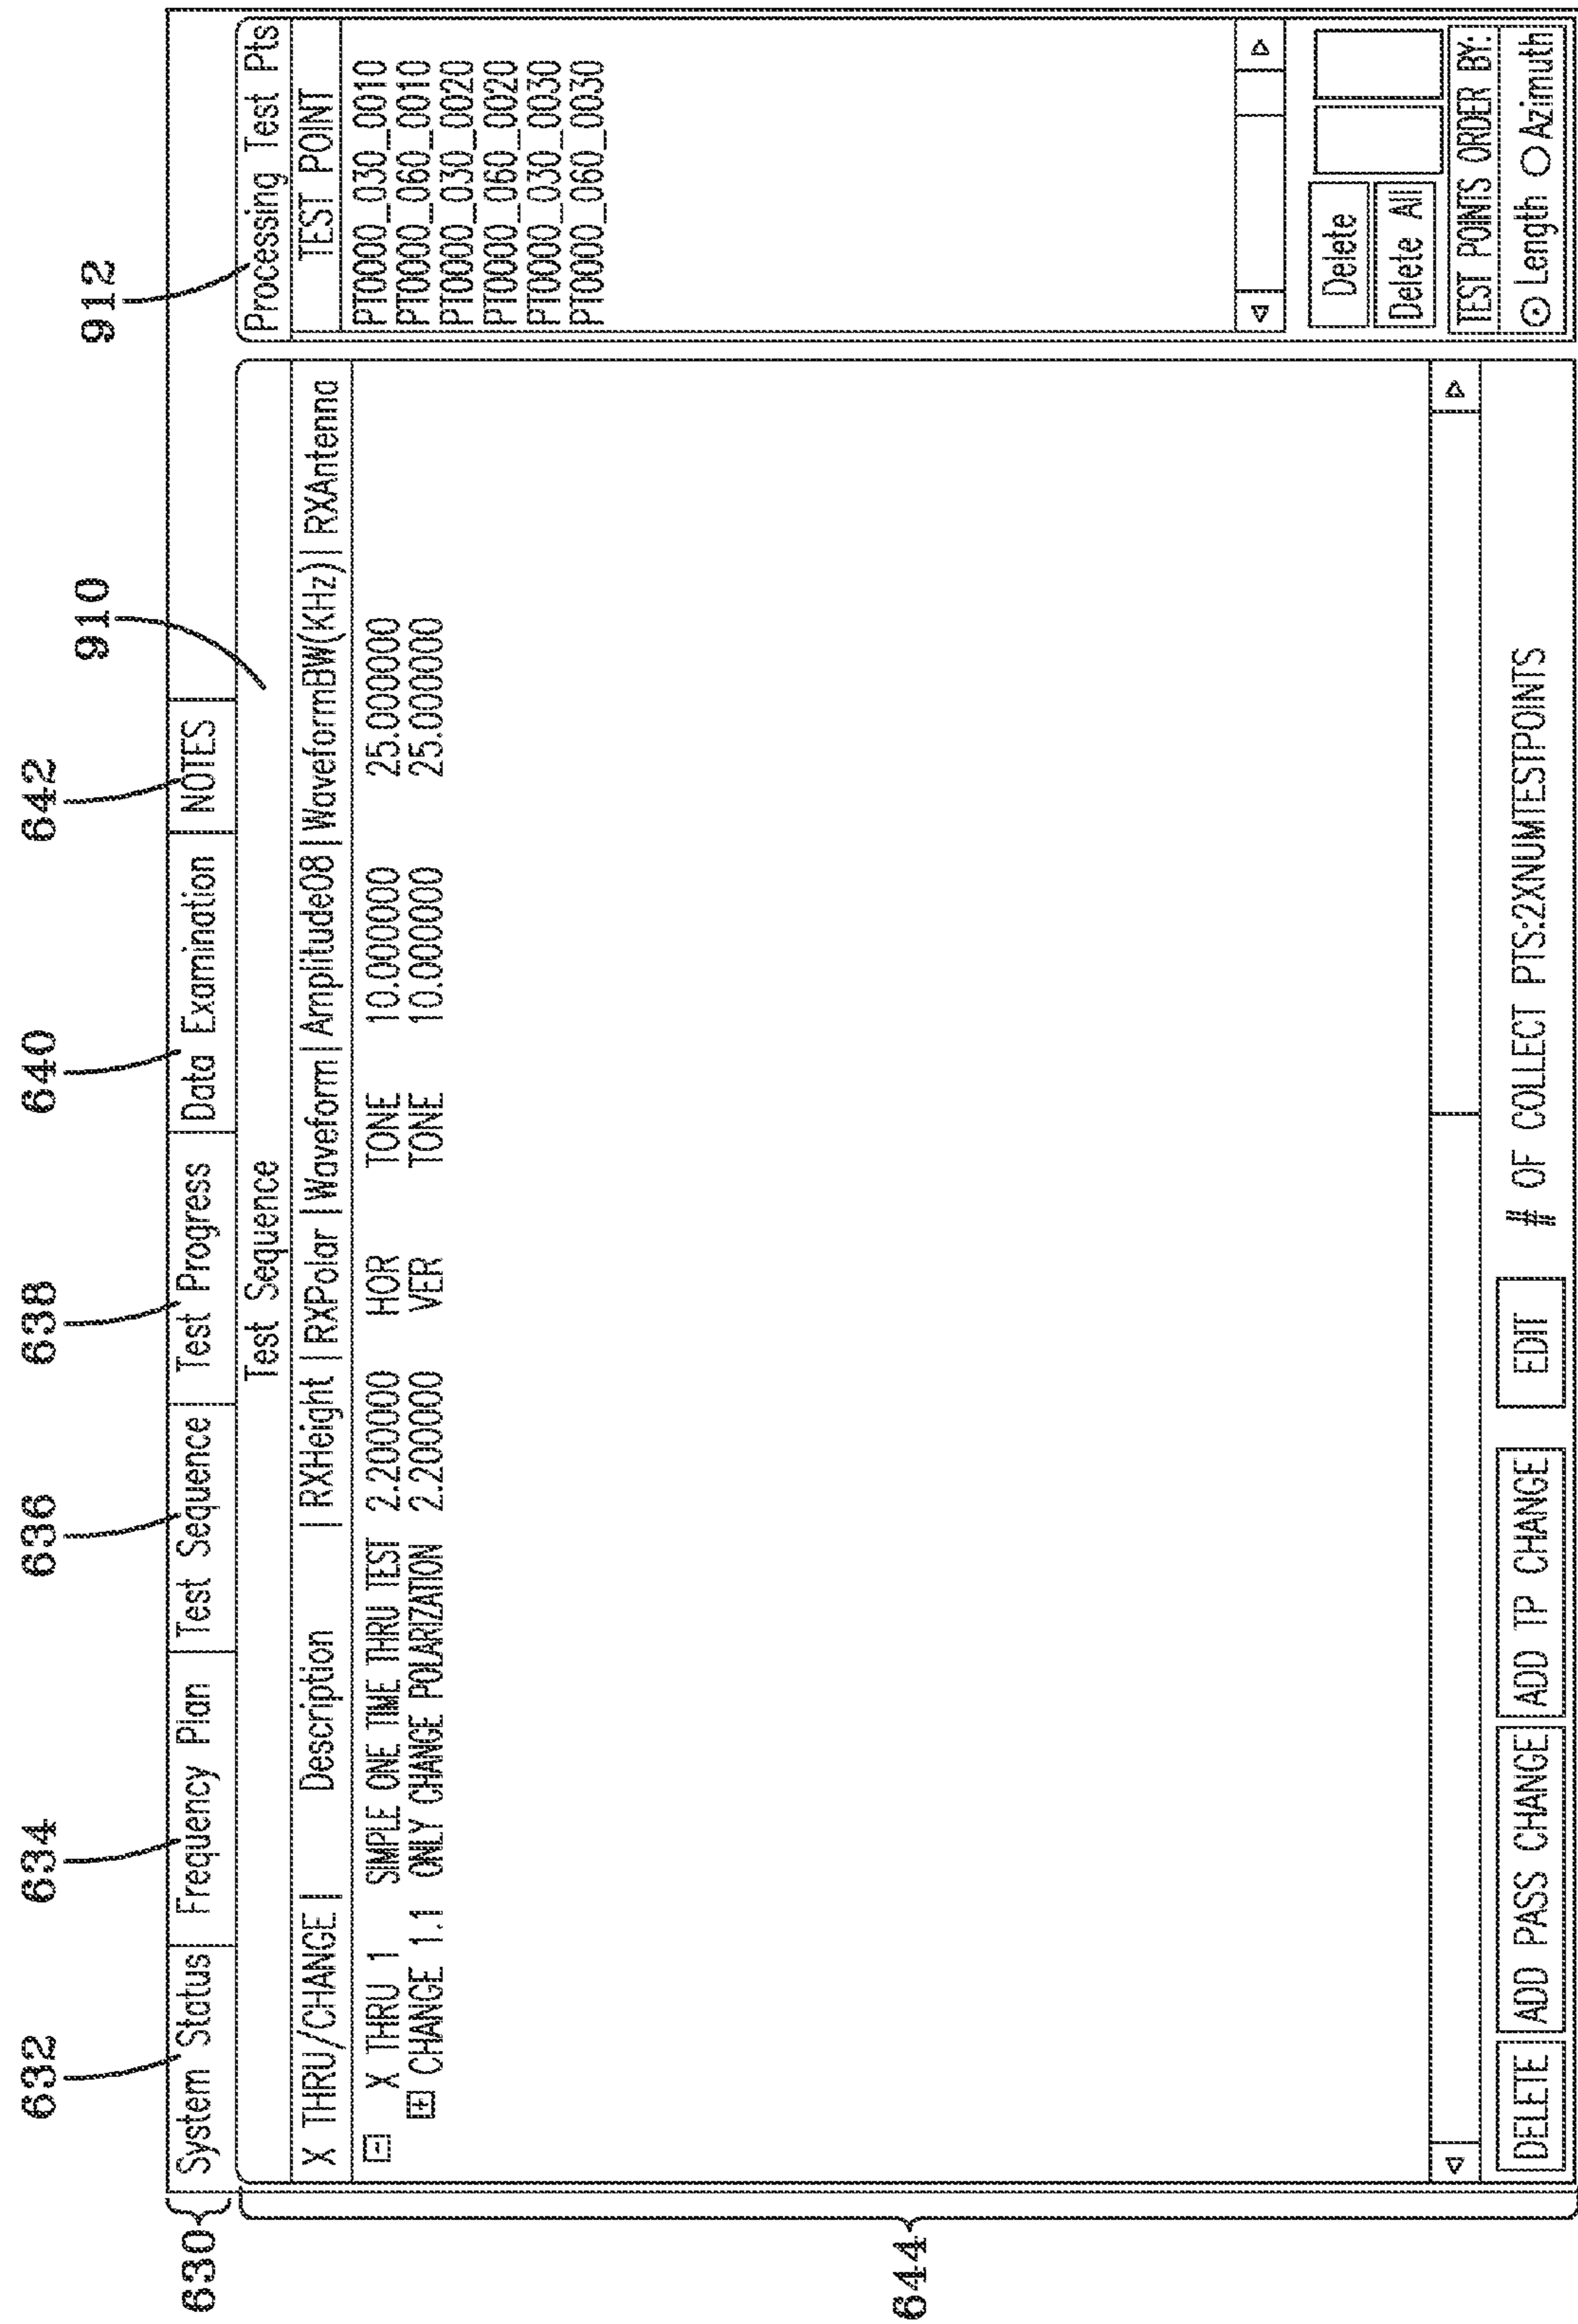 632
634
636
638
640
642
910
912
630
System Status
Frequency Plan
Test Sequence
Test Progress
Data Examination
NOTES
644
Test Sequence
X THRU/CHANGE | Description | RXHeight | RXPolar | Waveform | Amplitude08 | WaveformBW(KHz) | RXAntenna
- X THRU 1 SIMPLE ONE TIME THRU TEST 2.200000 HOR TONE 10.000000 25.000000
+ CHANGE 1.1 ONLY CHANGE POLARIZATION 2.200000 VER TONE 10.000000 25.000000
DELETE
ADD PASS CHANGE
ADD TP CHANGE
EDIT
# OF COLLECT PTS:2XNUMTESTPOINTS
Processing Test Pts
TEST POINT
PT0000_030_0010
PT0000_060_0010
PT0000_030_0020
PT0000_060_0020
PT0000_030_0030
PT0000_060_0030
Delete
Delete All
TEST POINTS ORDER BY:
Length Azimuth